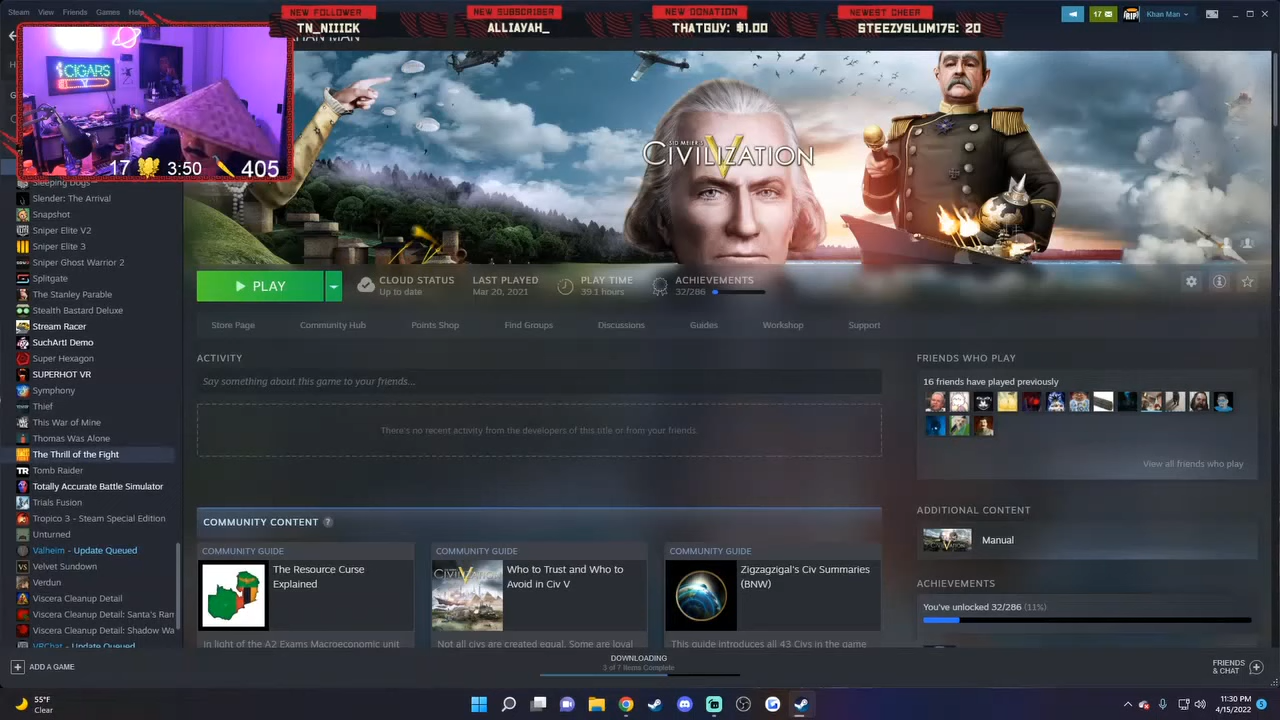 Steam View Friends Games Help
NEW FOLLOWER
TN_NIIICK
NEW SUBSCRIBER
ALLIAYAH_
NEW DONATION
THATGUY: $1.00
NEWEST CHEER
STEEZYSLUM175: 20
17
Khan Man
CIGARS
17 3:50 405
SID MEIER'S
CIVILIZATION V
Sleeping Dogs
Slender: The Arrival
Snapshot
Sniper Elite V2
Sniper Elite 3
Sniper Ghost Warrior 2
Splitgate
The Stanley Parable
Stealth Bastard Deluxe
Stream Racer
SuchArt! Demo
Super Hexagon
SUPERHOT VR
Symphony
Thief
This War of Mine
Thomas Was Alone
The Thrill of the Fight
Tomb Raider
Totally Accurate Battle Simulator
Trials Fusion
Tropico 3 - Steam Special Edition
Unturned
Valheim - Update Queued
Velvet Sundown
Verdun
Viscera Cleanup Detail
Viscera Cleanup Detail: Santa's Ram
Viscera Cleanup Detail: Shadow Wa
VRChat - Update Queued
PLAY
CLOUD STATUS
Up to date
LAST PLAYED
Mar 20, 2021
PLAY TIME
39.1 hours
ACHIEVEMENTS
32/286
Store Page Community Hub Points Shop Find Groups Discussions Guides Workshop Support
ACTIVITY
Say something about this game to your friends...
There's no recent activity from the developers of this title or from your friends.
COMMUNITY CONTENT ?
COMMUNITY GUIDE
The Resource Curse
Explained
In light of the A2 Exams Macroeconomic unit
COMMUNITY GUIDE
Who to Trust and Who to
Avoid in Civ V
Not all civs are created equal. Some are loyal
COMMUNITY GUIDE
Zigzagzigal's Civ Summaries
(BNW)
This guide introduces all 43 Civs in the game
FRIENDS WHO PLAY
16 friends have played previously
View all friends who play
ADDITIONAL CONTENT
Manual
ACHIEVEMENTS
You've unlocked 32/286 (11%)
ADD A GAME
DOWNLOADING
3 of 7 Items Complete
FRIENDS
& CHAT
55°F
Clear
11:30 PM
4/15/2022